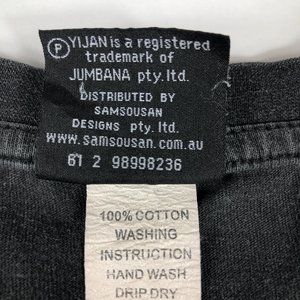 Ⓟ YIJAN is a registered
trademark of
JUMBANA pty.ltd.
DISTRIBUTED BY
SAMSOUSAN
DESIGNS pty.ltd.
www.samsousan.com.au
61 2 98998236
100% COTTON
WASHING
INSTRUCTION
HAND WASH
DRIP DRY